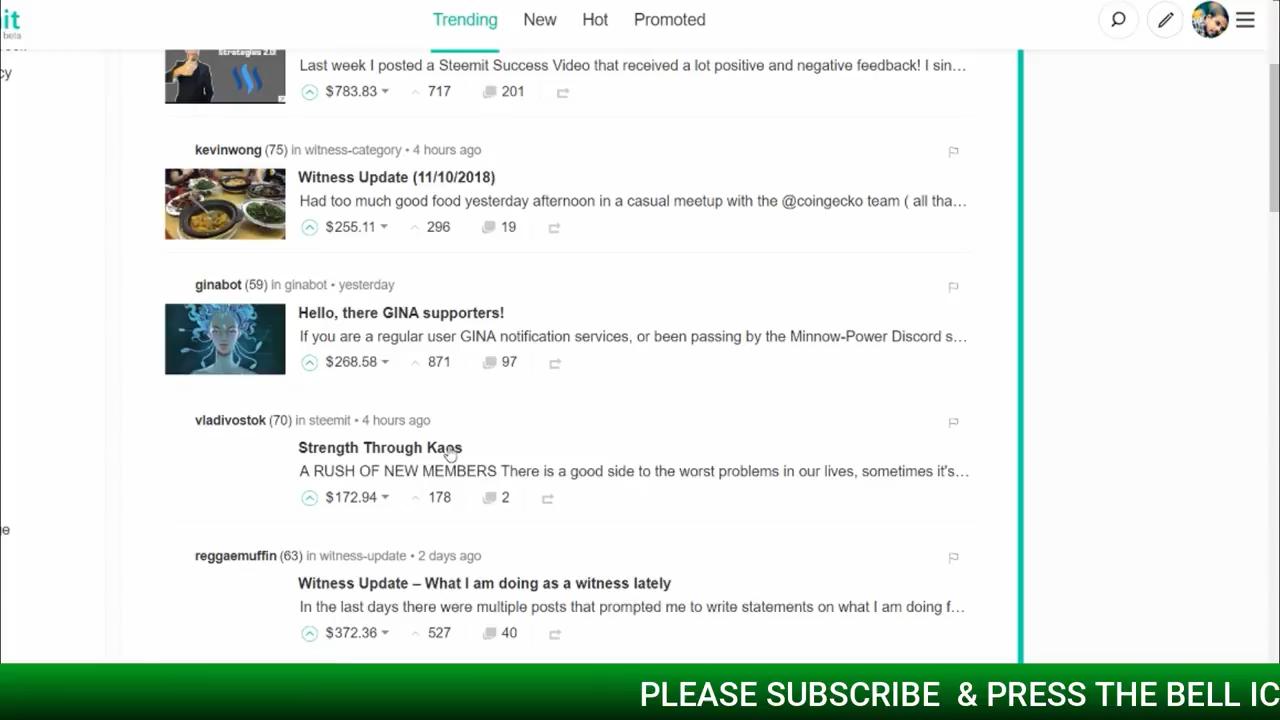 it
beta
Trending New Hot Promoted
cy
Strategies 2.0!
Last week I posted a Steemit Success Video that received a lot positive and negative feedback! I sin…
$783.83 717 201
kevinwong (75) in witness-category • 4 hours ago
Witness Update (11/10/2018)
Had too much good food yesterday afternoon in a casual meetup with the @coingecko team ( all tha…
$255.11 296 19
ginabot (59) in ginabot • yesterday
Hello, there GINA supporters!
If you are a regular user GINA notification services, or been passing by the Minnow-Power Discord s…
$268.58 871 97
vladivostok (70) in steemit • 4 hours ago
Strength Through Kaos
A RUSH OF NEW MEMBERS There is a good side to the worst problems in our lives, sometimes it's…
$172.94 178 2
ge
reggaemuffin (63) in witness-update • 2 days ago
Witness Update – What I am doing as a witness lately
In the last days there were multiple posts that prompted me to write statements on what I am doing f…
$372.36 527 40
PLEASE SUBSCRIBE & PRESS THE BELL IC